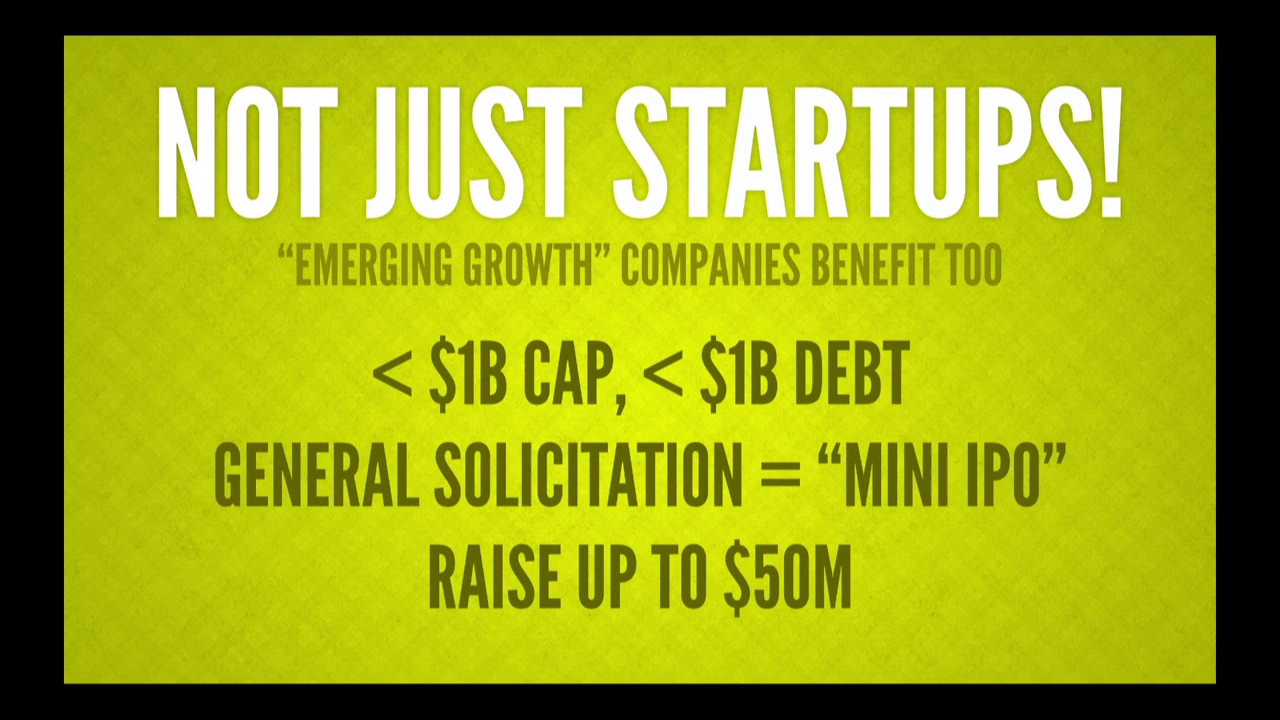 NOT JUST STARTUPS!
“EMERGING GROWTH” COMPANIES BENEFIT TOO
< $1B CAP, < $1B DEBT
GENERAL SOLICITATION = “MINI IPO”
RAISE UP TO $50M